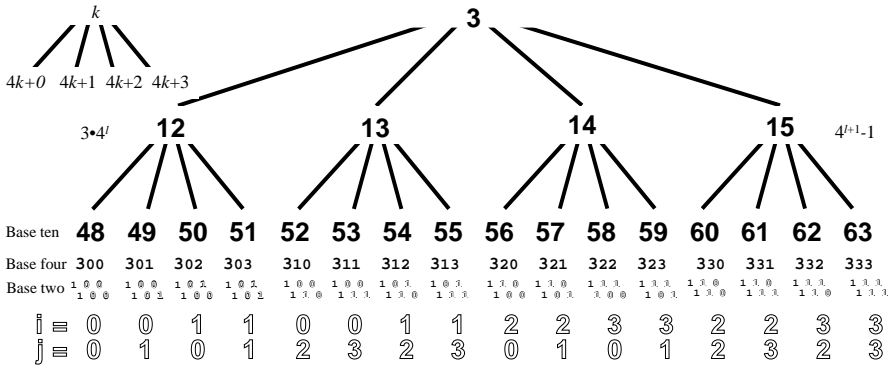 k
3
4k+0 4k+1 4k+2 4k+3
3•4^l 12 13 14 15 4^{l+1}-1
Base ten 48 49 50 51 52 53 54 55 56 57 58 59 60 61 62 63
Base four 300 301 302 303 310 311 312 313 320 321 322 323 330 331 332 333
Base two
i = 0 0 1 1 0 0 1 1 2 2 3 3 2 2 3 3
j = 0 1 0 1 2 3 2 3 0 1 0 1 2 3 2 3